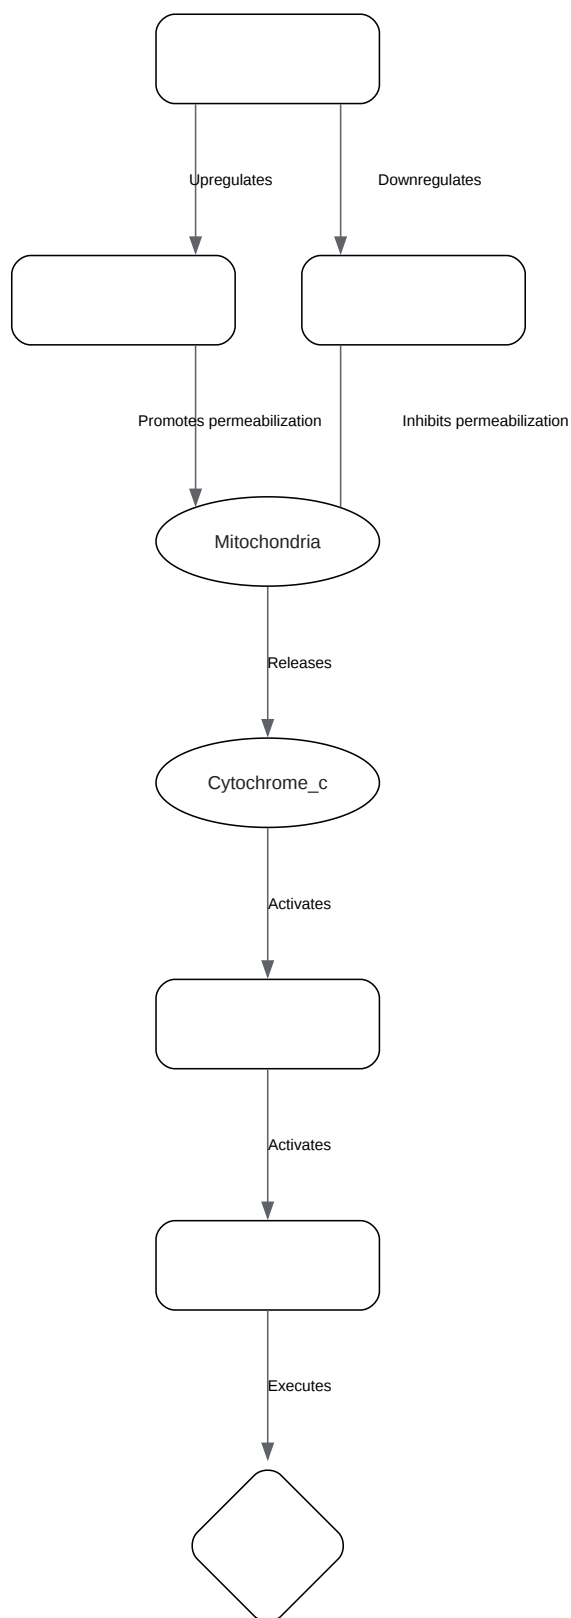 Upregulates
Downregulates
Promotes permeabilization
Inhibits permeabilization
Mitochondria
Releases
Cytochrome_c
Activates
Activates
Executes